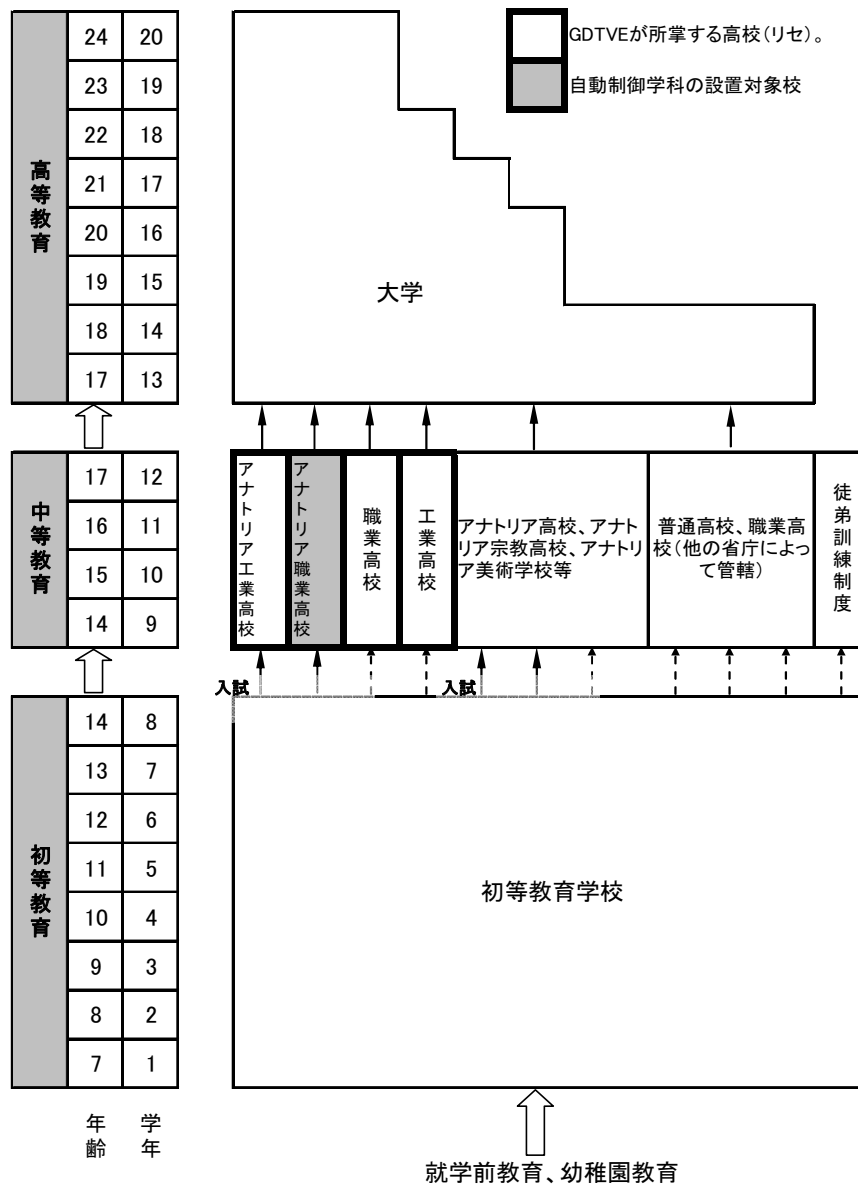 GDTVEが所掌する高校(リセ)。
自動制御学科の設置対象校
高等教育
24 20
23 19
22 18
21 17
20 16
19 15
18 14
17 13
大学
中等教育
17 12
16 11
15 10
14 9
アナトリア工業高校
アナトリア職業高校
職業高校
工業高校
アナトリア高校、アナト
リア宗教高校、アナトリ
ア美術学校等
普通高校、職業高
校(他の省庁によっ
て管轄)
徒弟訓練制度
入試
入試
初等教育
14 8
13 7
12 6
11 5
10 4
9 3
8 2
7 1
初等教育学校
年齢
学年
就学前教育、幼稚園教育